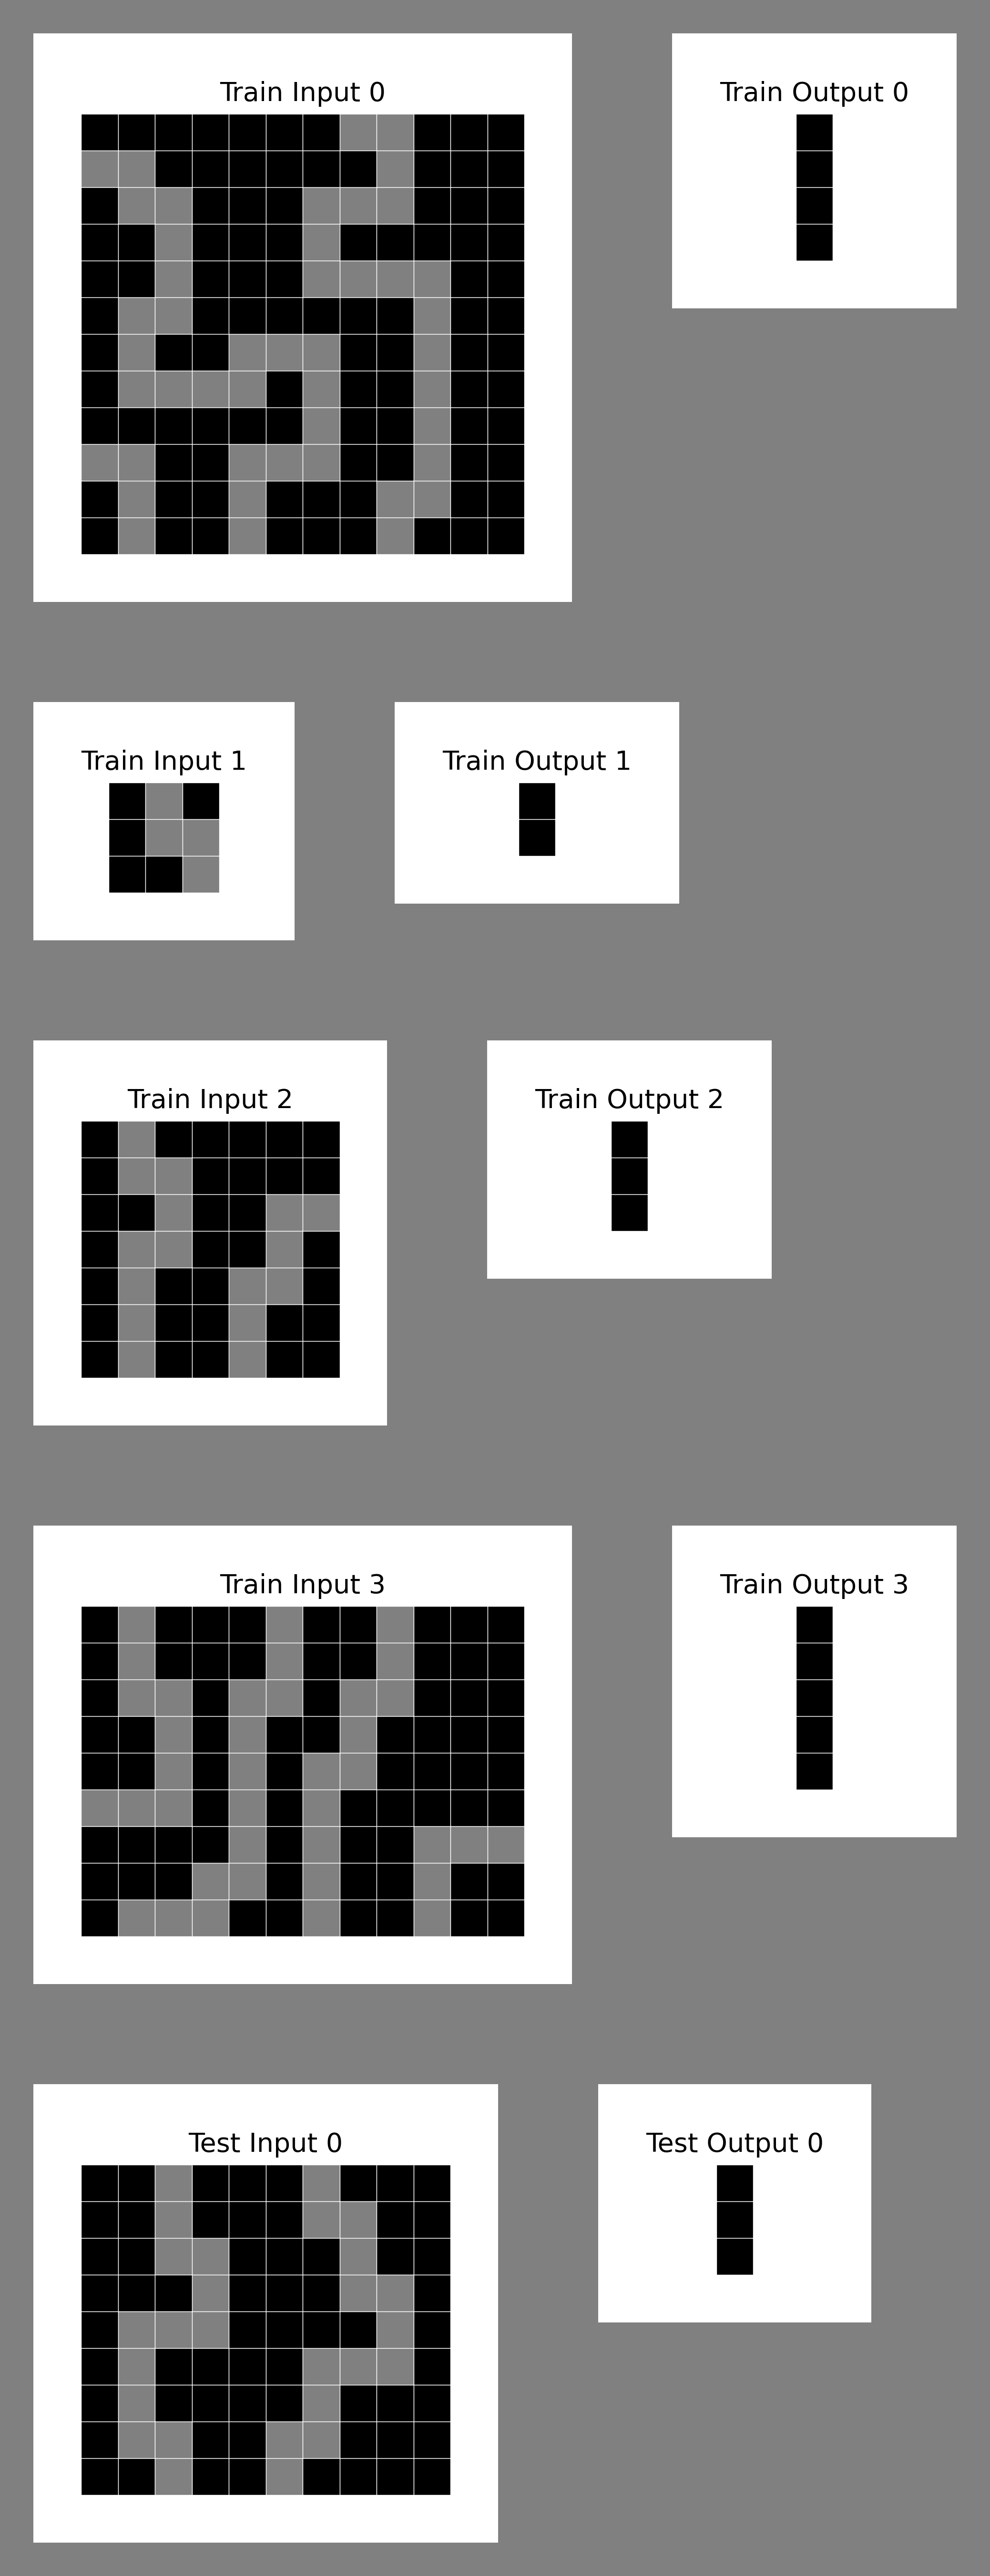 Train Input 0
Train Output 0
Train Input 1
Train Output 1
Train Input 2
Train Output 2
Train Input 3
Train Output 3
Test Input 0
Test Output 0